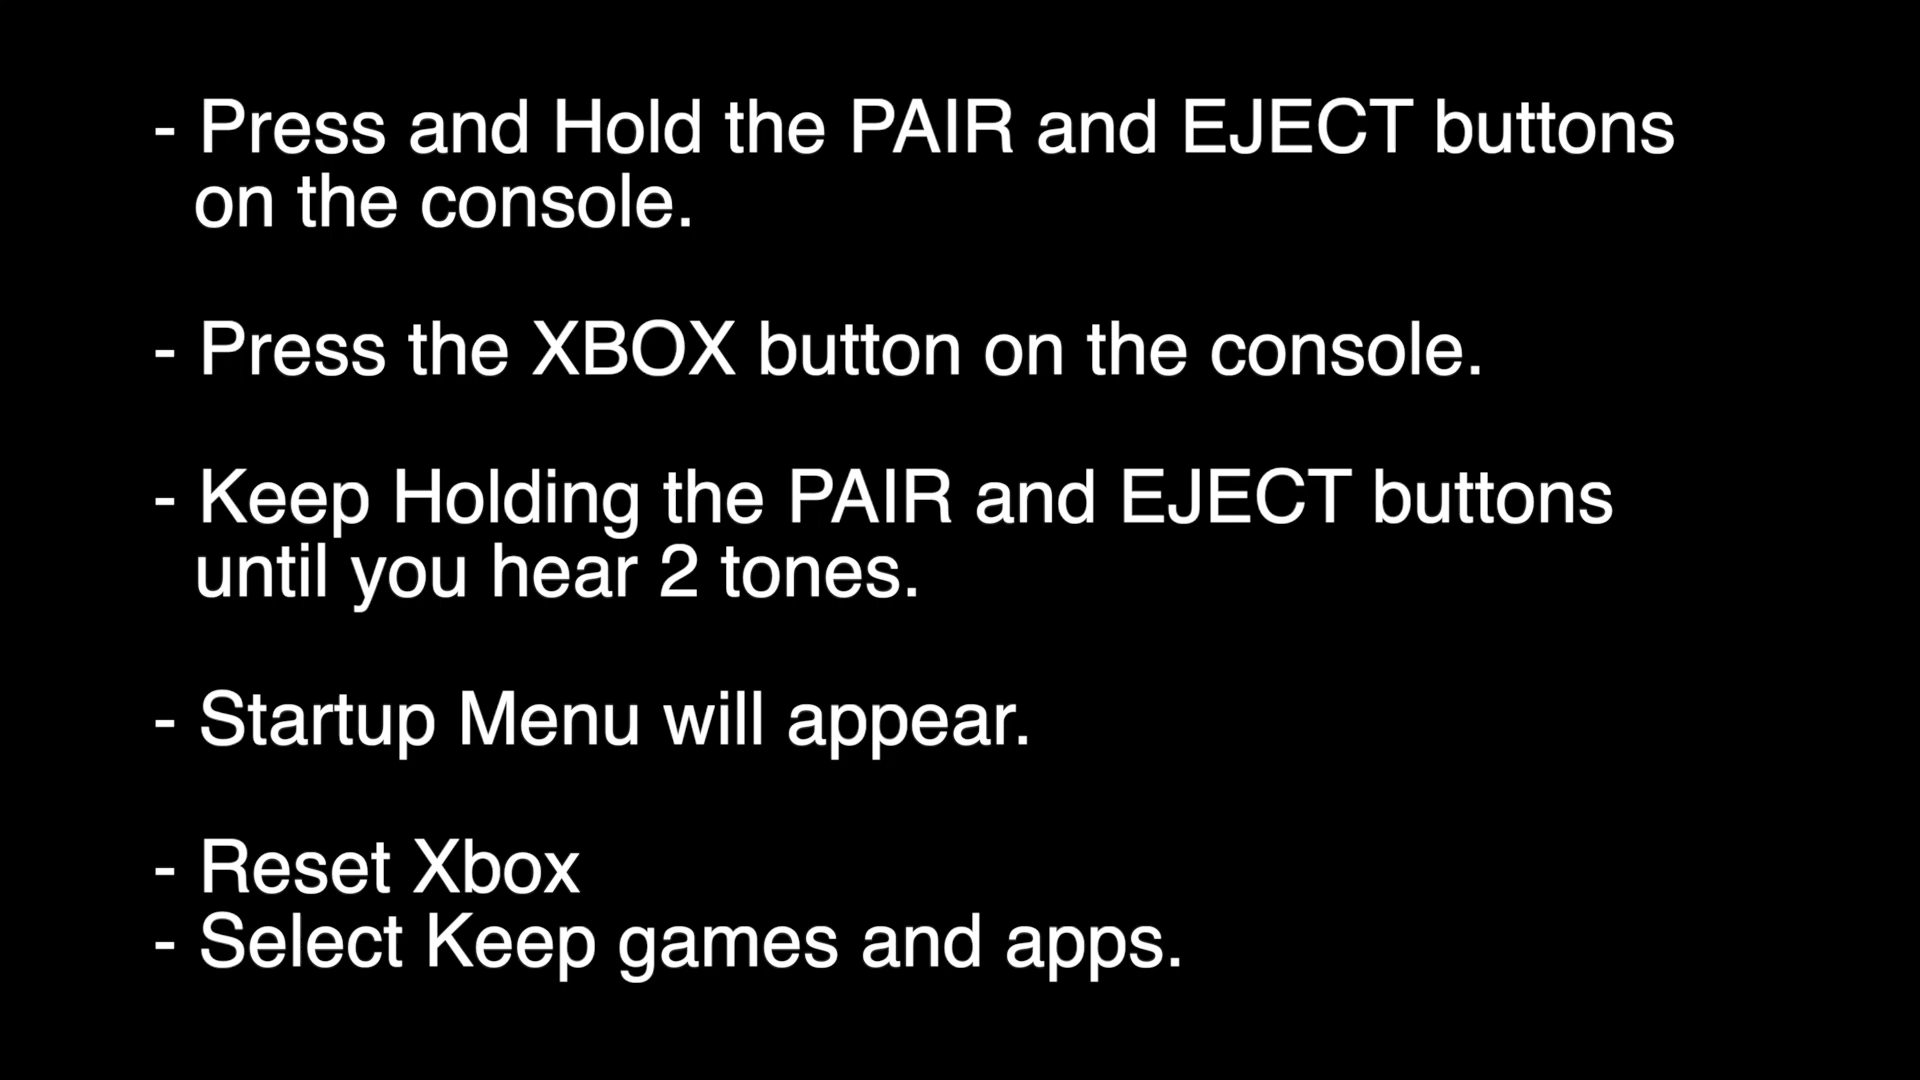 - Press and Hold the PAIR and EJECT buttons
on the console.
- Press the XBOX button on the console.
- Keep Holding the PAIR and EJECT buttons
until you hear 2 tones.
- Startup Menu will appear.
- Reset Xbox
- Select Keep games and apps.